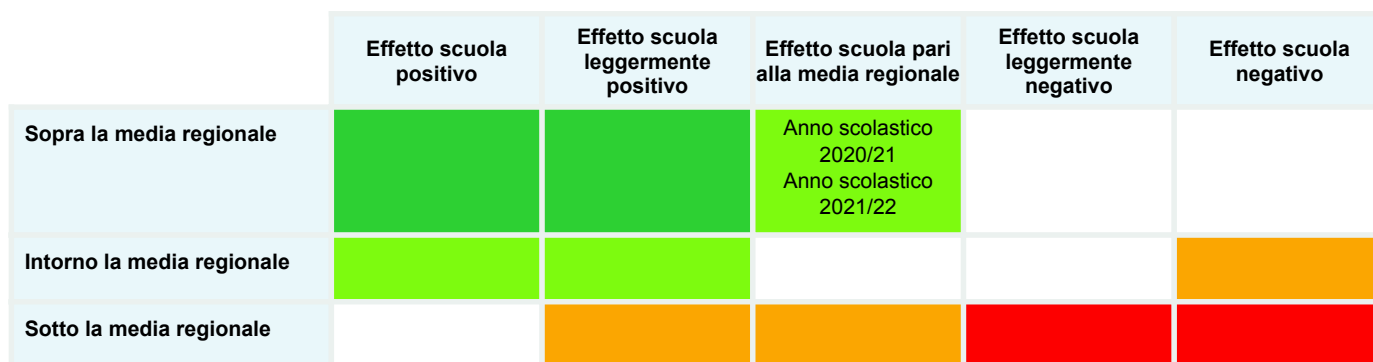 Effetto scuola
positivo
Effetto scuola
leggermente
positivo
Effetto scuola pari
alla media regionale
Effetto scuola
leggermente
negativo
Effetto scuola
negativo
Sopra la media regionale
Anno scolastico
2020/21
Anno scolastico
2021/22
Intorno la media regionale
Sotto la media regionale